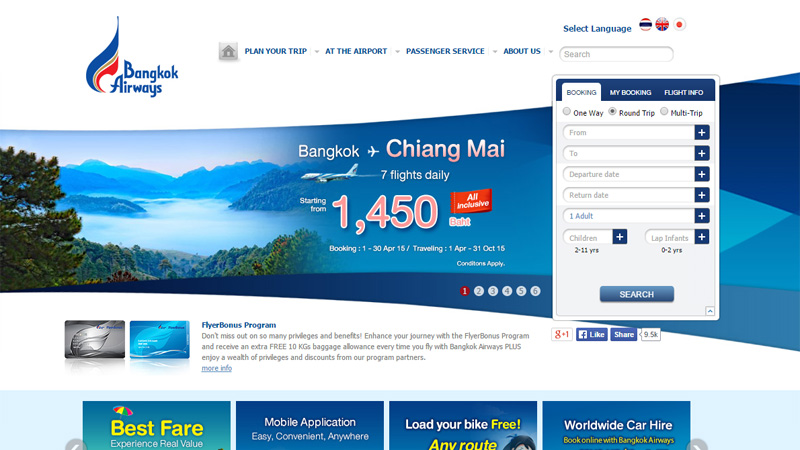 Select Language
Bangkok
Airways
PLAN YOUR TRIP
AT THE AIRPORT
PASSENGER SERVICE
ABOUT US
Search
BOOKING
MY BOOKING
FLIGHT INFO
One Way
Round Trip
Multi-Trip
From
To
Departure date
Return date
1 Adult
Children
Lap Infants
2-11 yrs
0-2 yrs
SEARCH
Bangkok Chiang Mai
7 flights daily
Starting
from
1,450
All
inclusive
Baht
Booking : 1 - 30 Apr 15 / Traveling : 1 Apr - 31 Oct 15
Conditons Apply.
1 2 3 4 5 6
+1
Like
Share
9.5k
FlyerBonus Program
Don't miss out on so many privileges and benefits! Enhance your journey with the FlyerBonus Program
and receive an extra FREE 10 KGs baggage allowance every time you fly with Bangkok Airways PLUS
enjoy a wealth of privileges and discounts from our program partners.
more info
Best Fare
Experience Real Value
Mobile Application
Easy, Convenient, Anywhere
Load your bike Free!
Any route
Worldwide Car Hire
Book online with Bangkok Airways